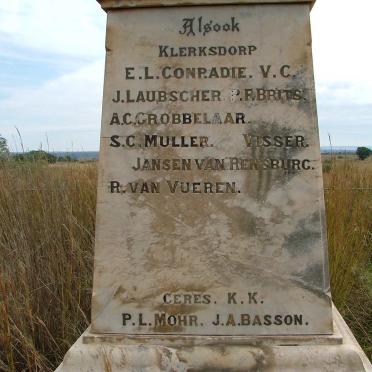 Alsook
KLERKSDORP
E.L.CONRADIE. V.C.
J.LAUBSCHER. P.F.BRITS.
A.C.GROBBELAAR.
S.C.MULLER. VISSER.
JANSEN VAN RENSBURG.
R.VAN VUEREN.
CERES. K.K.
P.L.MOHR. J.A.BASSON.